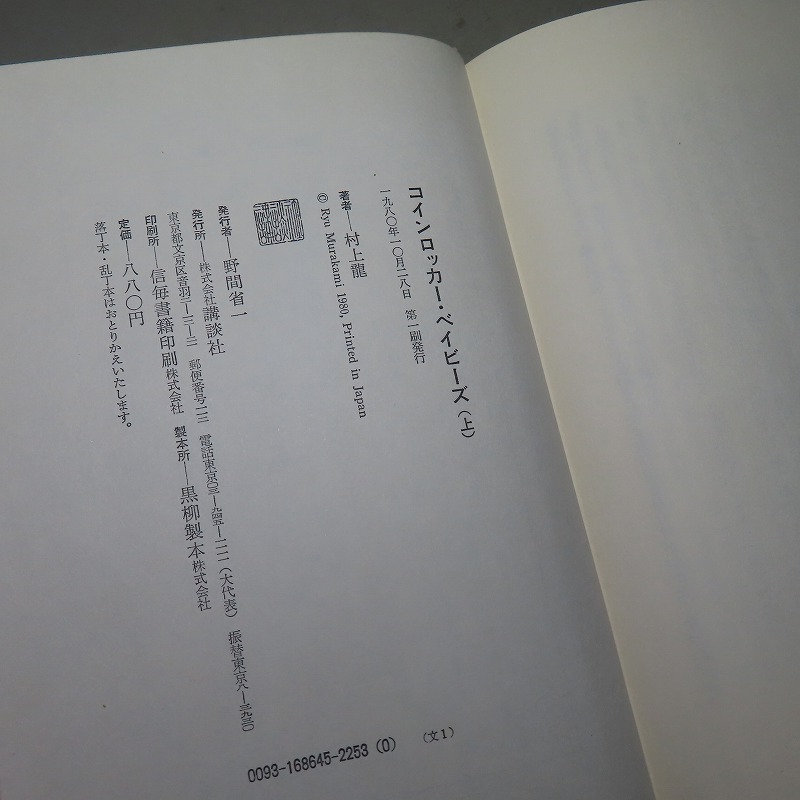 コインロッカー・ベイビーズ(上)
一九八〇年一〇月二八日　第一刷発行
著者―村上龍
© Ryu Murakami 1980, Printed in Japan
発行者―野間省一
発行所―株式会社講談社
東京都文京区音羽二―一二―二一　郵便番号一一二　電話東京〇三―九四五―一一一一(大代表)　振替東京八―三九三〇
印刷所―信毎書籍印刷株式会社　製本所―黒柳製本株式会社
定価―八八〇円
落丁本・乱丁本はおとりかえいたします。
0093-168645-2253 (0)
(文1)